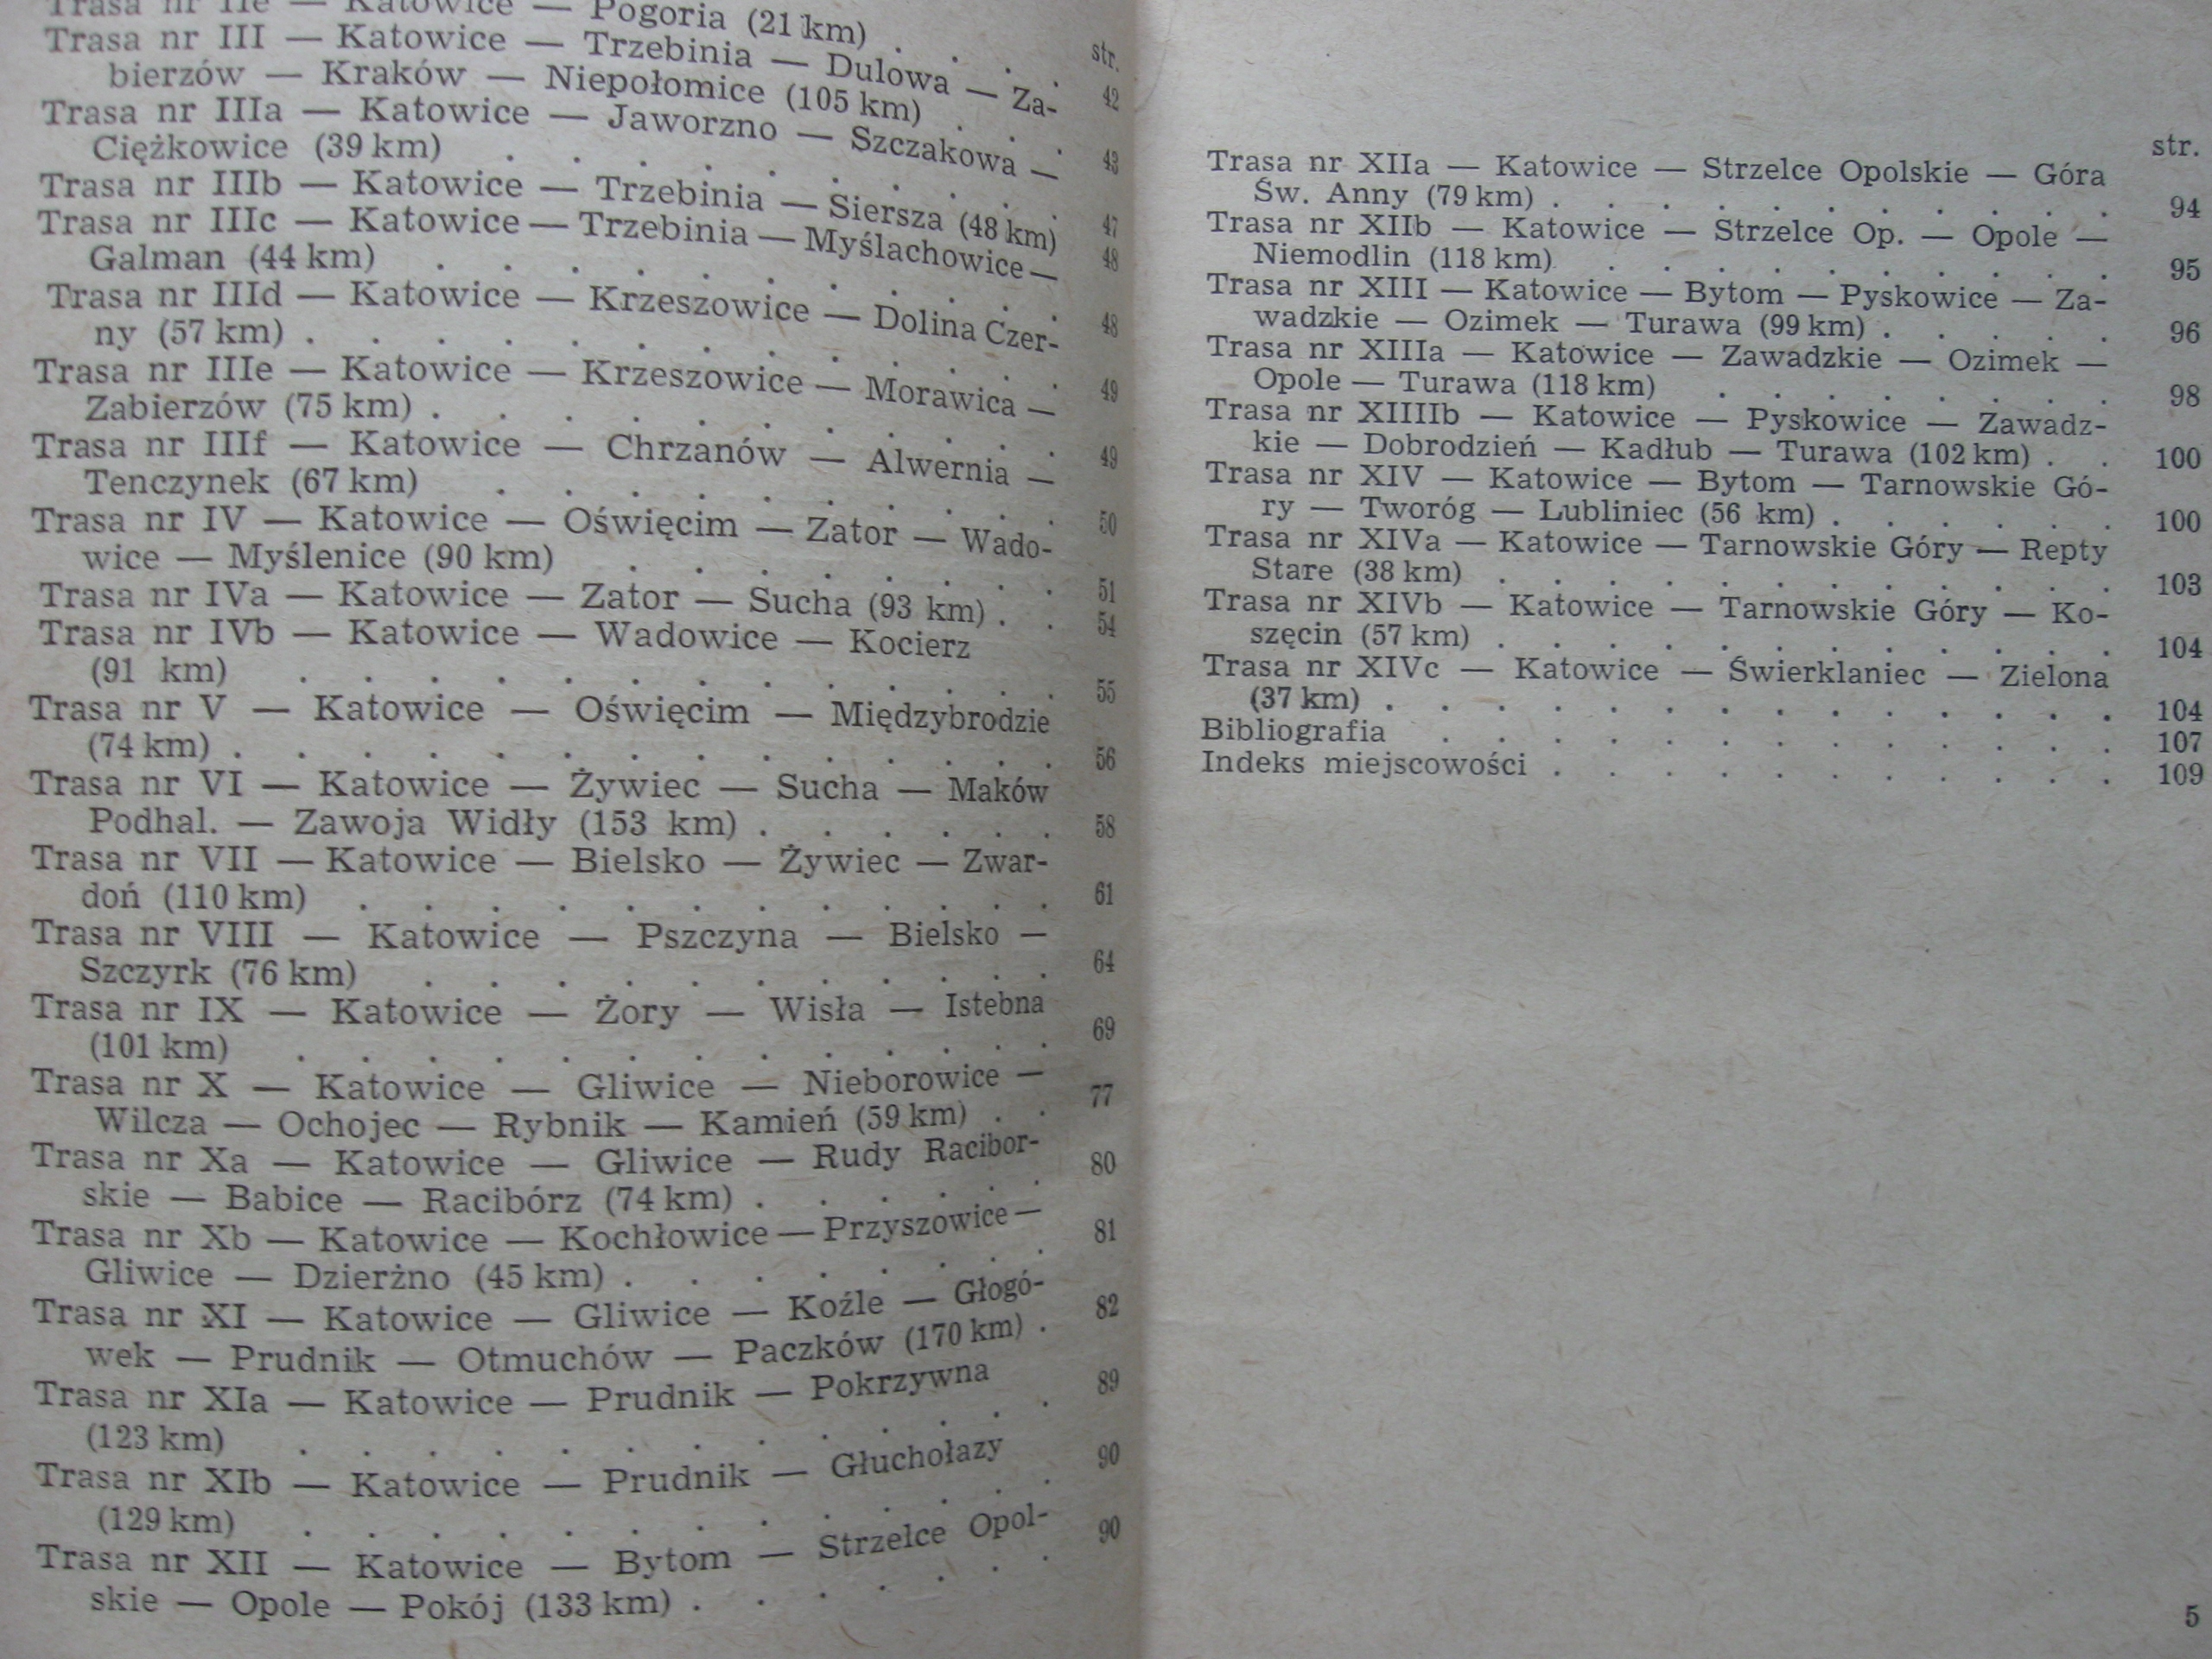 Trasa nr IIe — Katowice — Pogoria (21 km) . . . .
str.
Trasa nr III — Katowice — Trzebinia — Dulowa — Za-
bierzów — Kraków — Niepołomice (105 km) . . . 42
Trasa nr IIIa — Katowice — Jaworzno — Szczakowa —
Ciężkowice (39 km) . . . . . . . . . 43
Trasa nr IIIb — Katowice — Trzebinia — Siersza (48 km) 47
Trasa nr IIIc — Katowice — Trzebinia — Myślachowice — 48
Galman (44 km) . . . . . . . . . .
Trasa nr IIId — Katowice — Krzeszowice — Dolina Czer- 48
ny (57 km) . . . . . . . . . . . .
Trasa nr IIIe — Katowice — Krzeszowice — Morawica — 49
Zabierzów (75 km) . . . . . . . . . .
Trasa nr IIIf — Katowice — Chrzanów — Alwernia — 49
Tenczynek (67 km) . . . . . . . . .
Trasa nr IV — Katowice — Oświęcim — Zator — Wado- 50
wice — Myślenice (90 km) . . . . . . .
Trasa nr IVa — Katowice — Zator — Sucha (93 km) . . 51
Trasa nr IVb — Katowice — Wadowice — Kocierz 54
(91 km) . . . . . . . . . . . . 55
Trasa nr V — Katowice — Oświęcim — Międzybrodzie
(74 km) . . . . . . . . . . . . . 56
Trasa nr VI — Katowice — Żywiec — Sucha — Maków
Podhal. — Zawoja Widły (153 km) . . . . . 58
Trasa nr VII — Katowice — Bielsko — Żywiec — Zwar-
doń (110 km) . . . . . . . . . . . 61
Trasa nr VIII — Katowice — Pszczyna — Bielsko —
Szczyrk (76 km) . . . . . . . . . . 64
Trasa nr IX — Katowice — Żory — Wisła — Istebna
(101 km) . . . . . . . . . . . . 69
Trasa nr X — Katowice — Gliwice — Nieborowice —
Wilcza — Ochojec — Rybnik — Kamień (59 km) . . 77
Trasa nr Xa — Katowice — Gliwice — Rudy Racibor-
skie — Babice — Racibórz (74 km) . . . . . 80
Trasa nr Xb — Katowice — Kochłowice — Przyszowice —
Gliwice — Dzierżno (45 km) . . . . . . . 81
Trasa nr XI — Katowice — Gliwice — Koźle — Głogó-
wek — Prudnik — Otmuchów — Paczków (170 km) . 82
Trasa nr XIa — Katowice — Prudnik — Pokrzywna
(123 km) . . . . . . . . . . . . 89
Trasa nr XIb — Katowice — Prudnik — Głuchołazy
(129 km) . . . . . . . . . . . . 90
Trasa nr XII — Katowice — Bytom — Strzelce Opol-
skie — Opole — Pokój (133 km) . . . . . . 90
str.
Trasa nr XIIa — Katowice — Strzelce Opolskie — Góra
Św. Anny (79 km) . . . . . . . . . . 94
Trasa nr XIIb — Katowice — Strzelce Op. — Opole —
Niemodlin (118 km) . . . . . . . . . 95
Trasa nr XIII — Katowice — Bytom — Pyskowice — Za-
wadzkie — Ozimek — Turawa (99 km) . . . . . 96
Trasa nr XIIIa — Katowice — Zawadzkie — Ozimek —
Opole — Turawa (118 km) . . . . . . . 98
Trasa nr XIIIIb — Katowice — Pyskowice — Zawadz-
kie — Dobrodzień — Kadłub — Turawa (102 km) . . 100
Trasa nr XIV — Katowice — Bytom — Tarnowskie Gó-
ry — Tworóg — Lubliniec (56 km) . . . . . . 100
Trasa nr XIVa — Katowice — Tarnowskie Góry — Repty
Stare (38 km) . . . . . . . . . . . 103
Trasa nr XIVb — Katowice — Tarnowskie Góry — Ko-
szęcin (57 km) . . . . . . . . . . . 104
Trasa nr XIVc — Katowice — Świerklaniec — Zielona
(37 km) . . . . . . . . . . . . . 104
Bibliografia . . . . . . . . . . . . 107
Indeks miejscowości . . . . . . . . . . 109
5